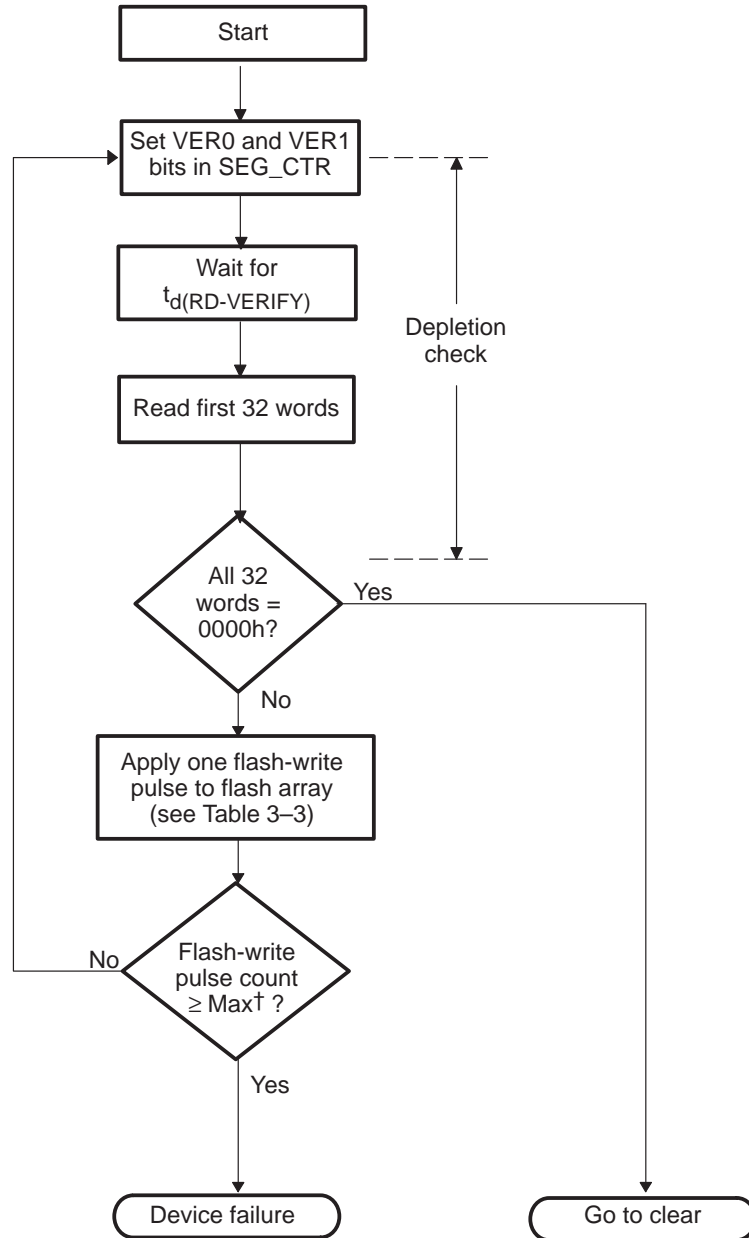 Start
Set VER0 and VER1
bits in SEG_CTR
Wait for
td(RD-VERIFY)
Depletion
check
Read first 32 words
All 32
words =
0000h?
Yes
No
Apply one flash-write
pulse to flash array
(see Table 3–3)
No
Flash-write
pulse count
≥ Max† ?
Yes
Device failure
Go to clear